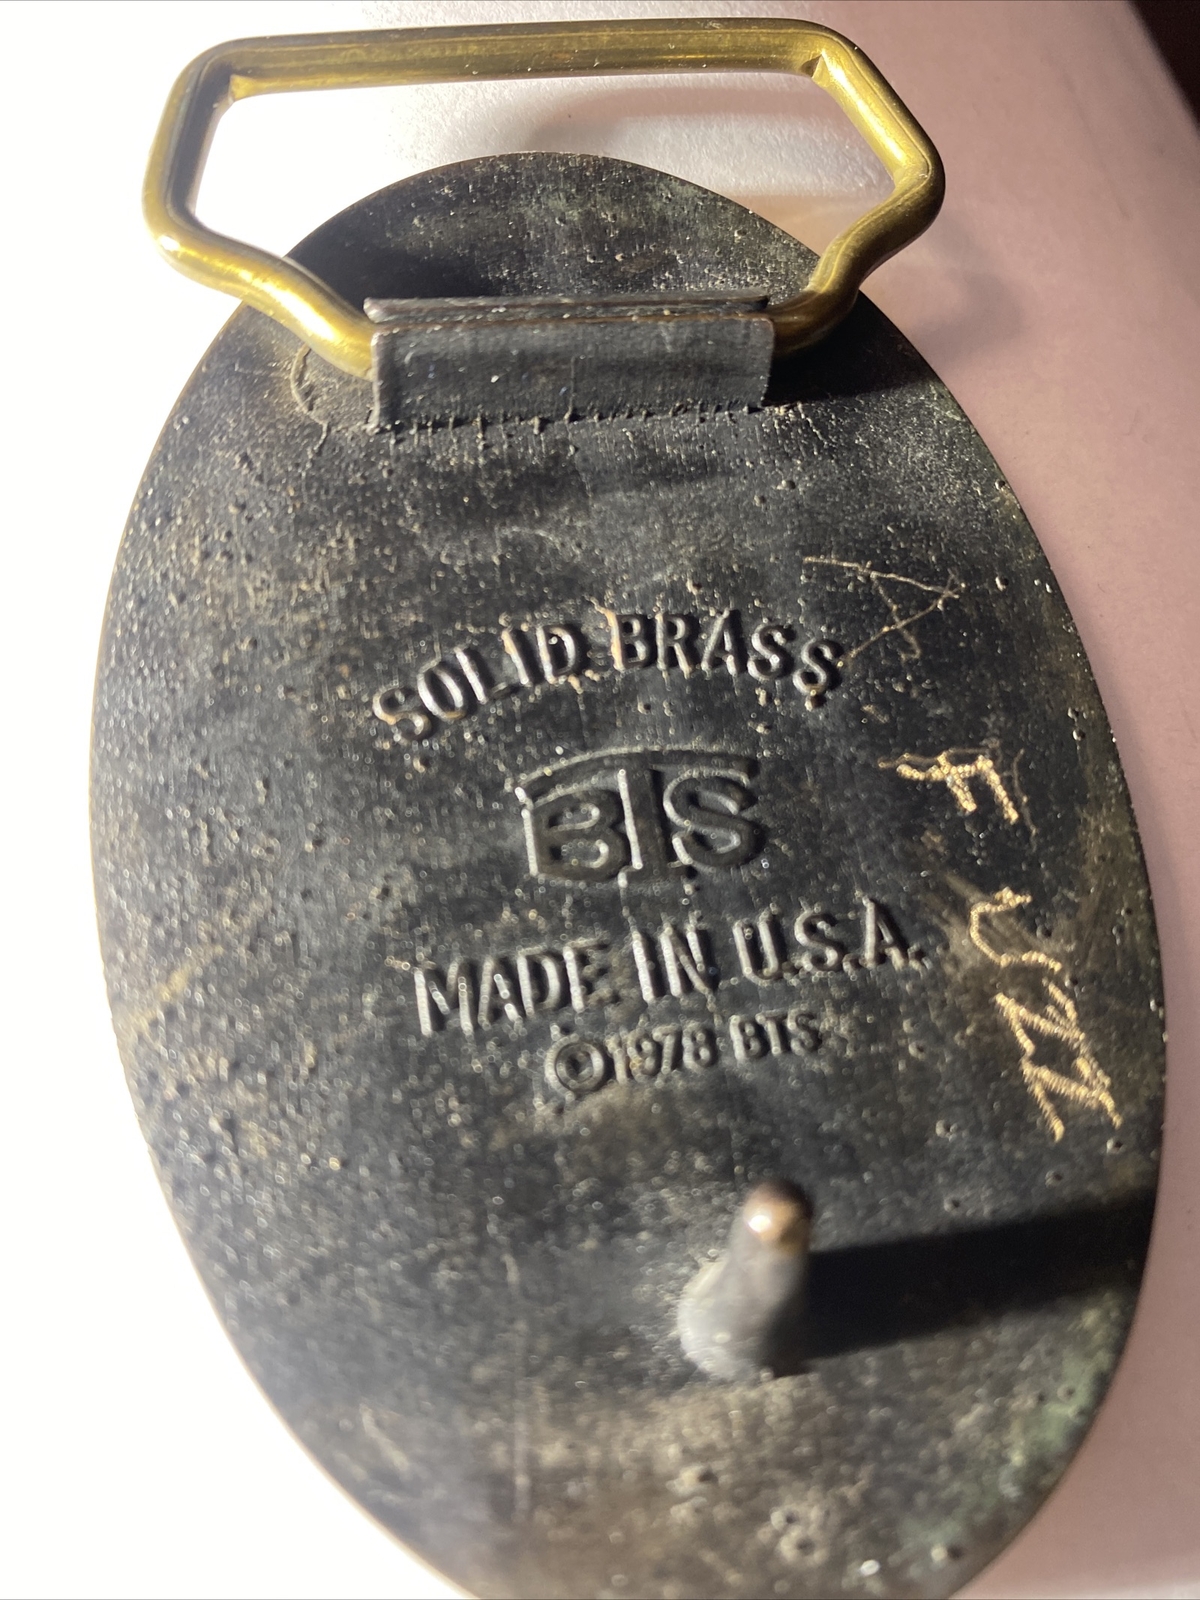 SOLID BRASS
BTS
MADE IN U.S.A.
©1978 BTS
A
F